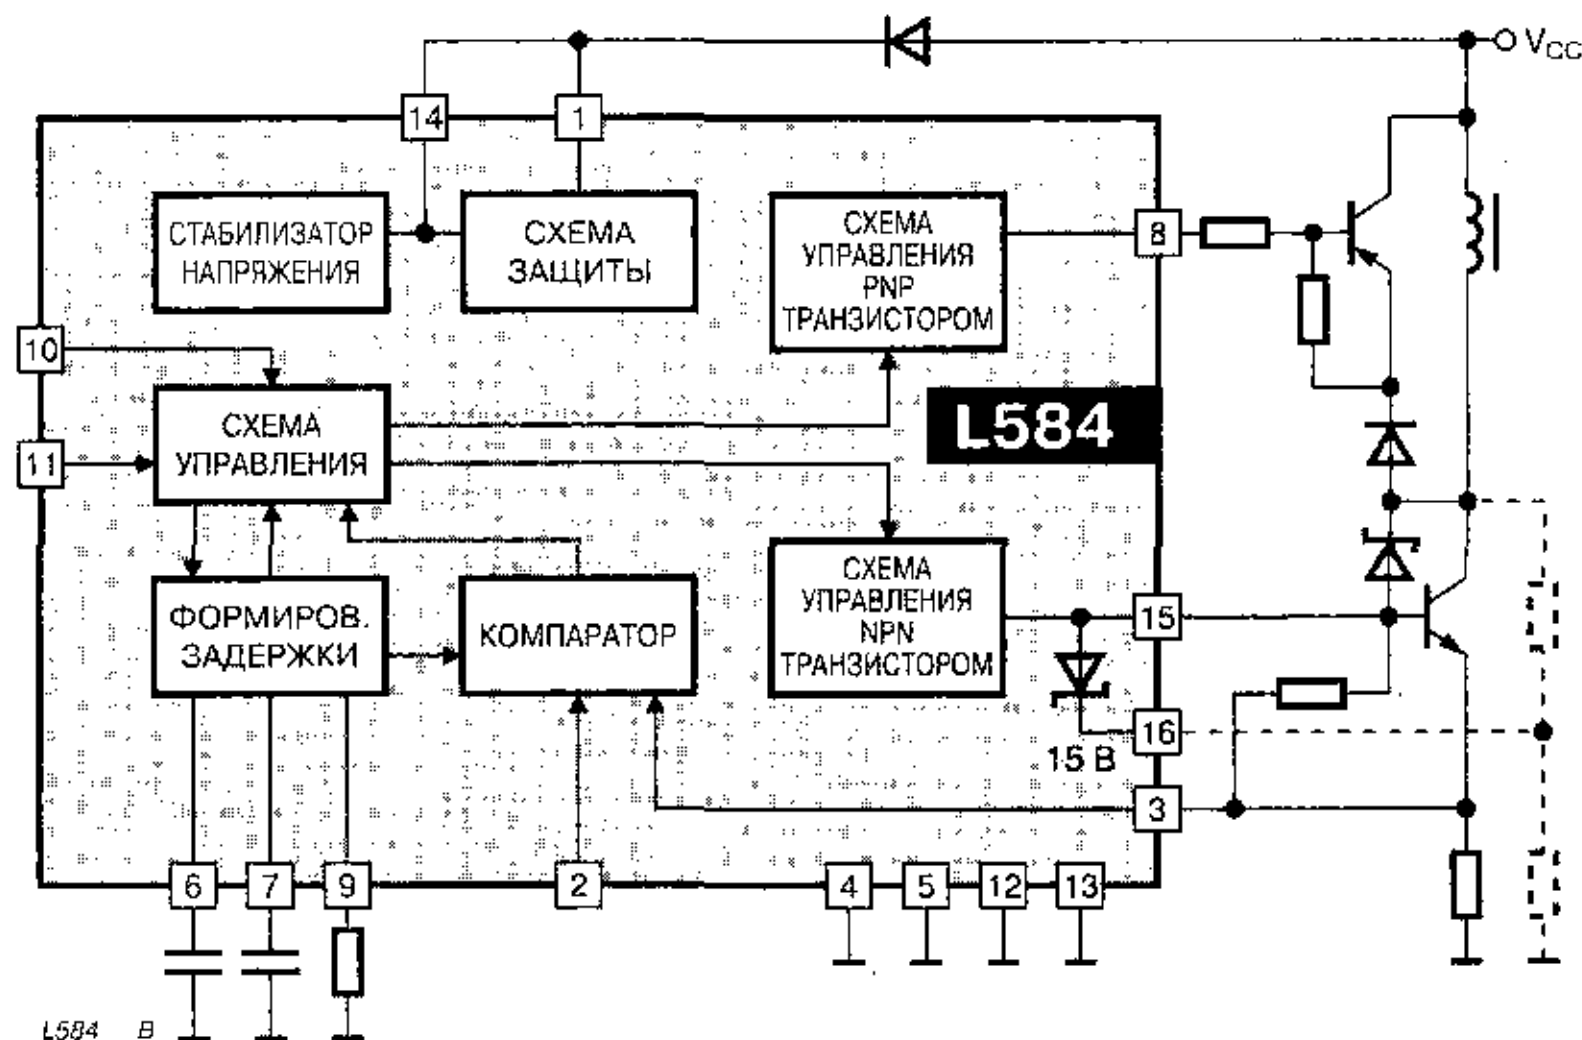 V_CC
14
1
СТАБИЛИЗАТОР
НАПРЯЖЕНИЯ
СХЕМА
ЗАЩИТЫ
СХЕМА
УПРАВЛЕНИЯ
PNP
ТРАНЗИСТОРОМ
8
10
11
СХЕМА
УПРАВЛЕНИЯ
L584
ФОРМИРОВ.
ЗАДЕРЖКИ
КОМПАРАТОР
СХЕМА
УПРАВЛЕНИЯ
NPN
ТРАНЗИСТОРОМ
15
16
15 В
3
6
7
9
2
4
5
12
13
L584 B